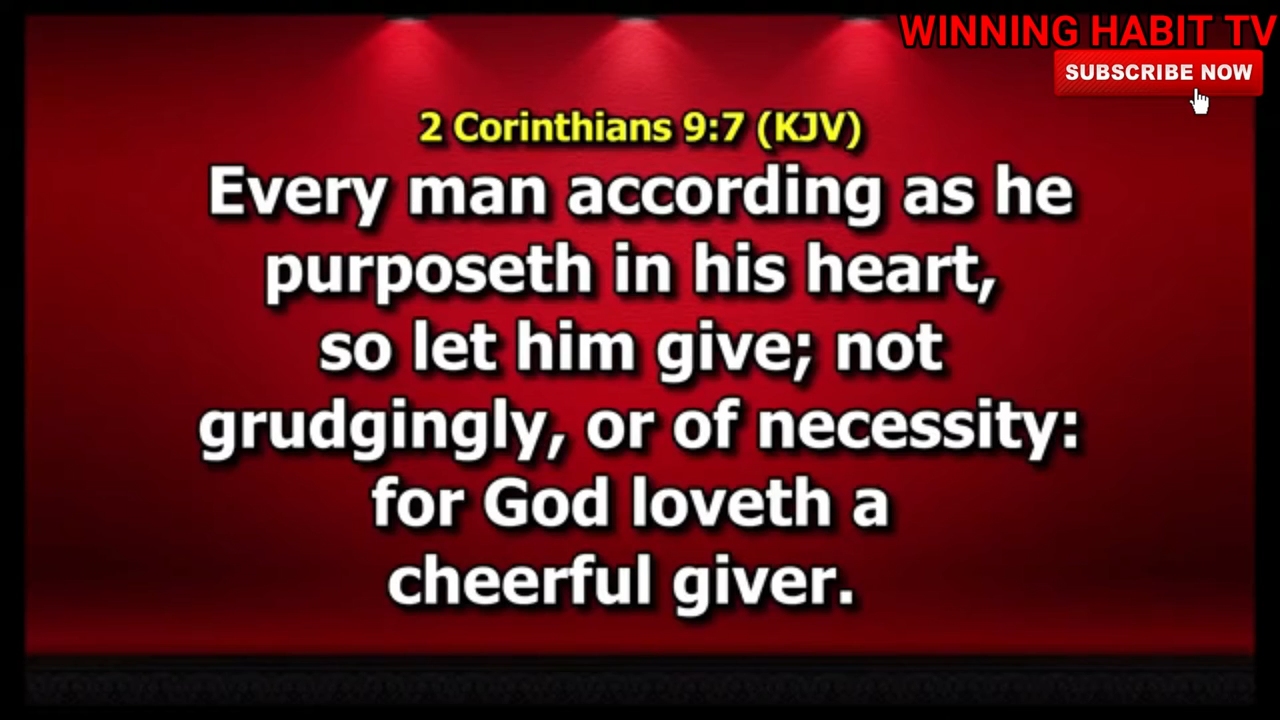 WINNING HABIT TV
SUBSCRIBE NOW
2 Corinthians 9:7 (KJV)
Every man according as he
purposeth in his heart,
so let him give; not
grudgingly, or of necessity:
for God loveth a
cheerful giver.